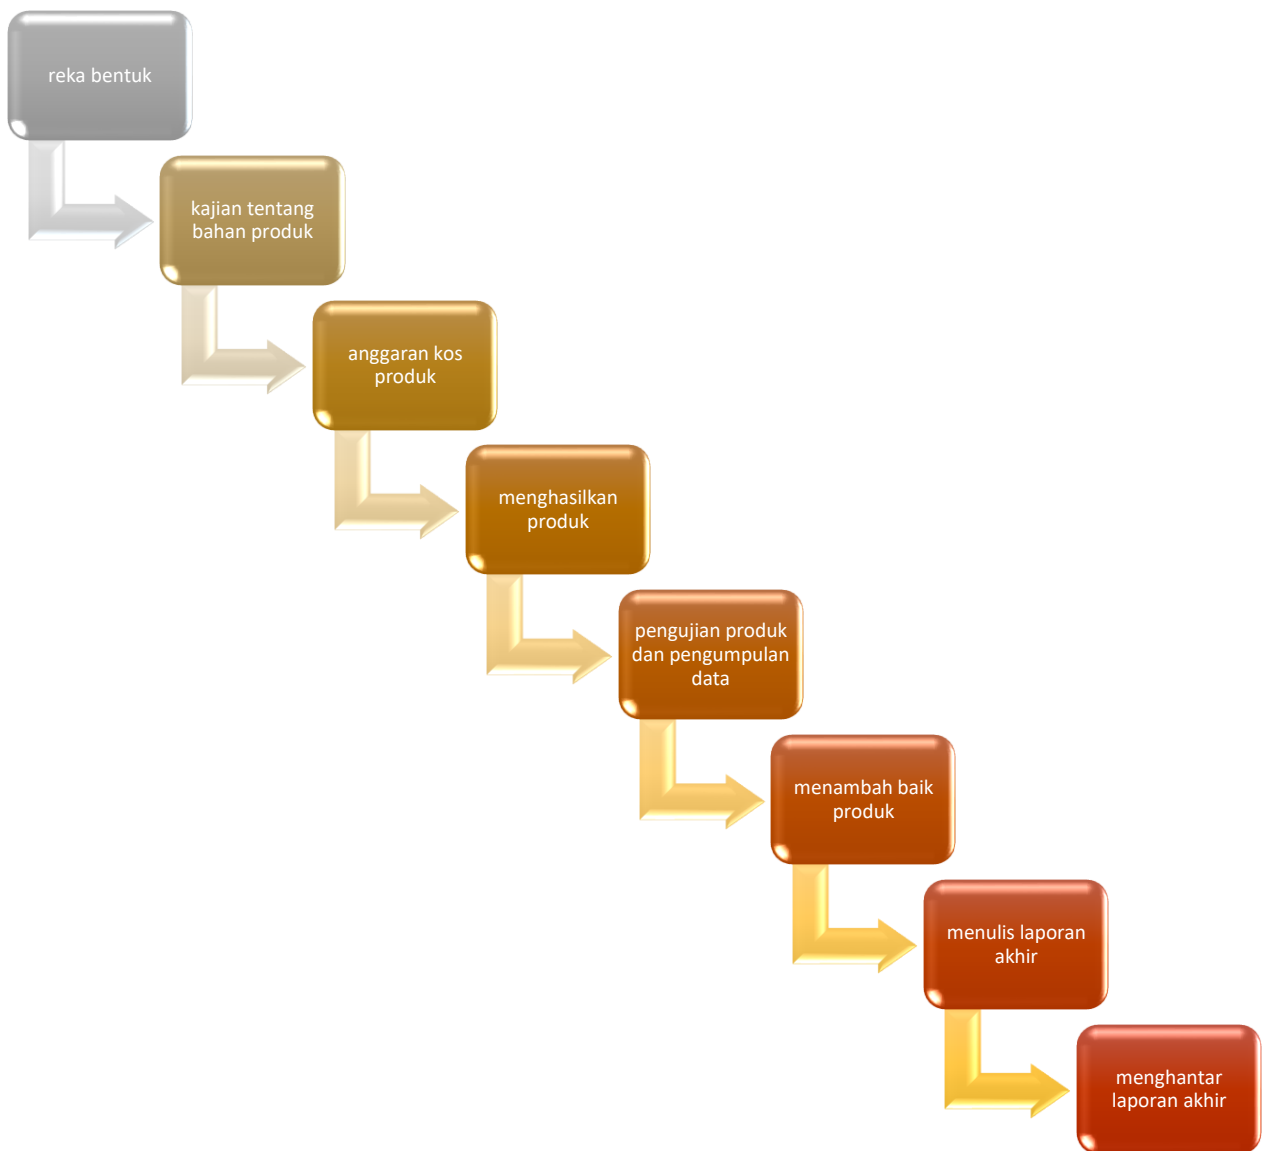 reka bentuk
kajian tentang
bahan produk
anggaran kos
produk
menghasilkan
produk
pengujian produk
dan pengumpulan
data
menambah baik
produk
menulis laporan
akhir
menghantar
laporan akhir